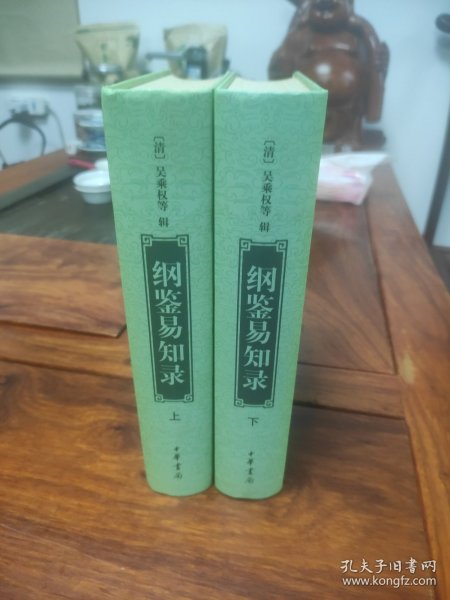 〔清〕吴乘权等 辑
纲鉴易知录
上
中华书局
〔清〕吴乘权等 辑
纲鉴易知录
下
中华书局
孔夫子旧书网
www.kongfz.com